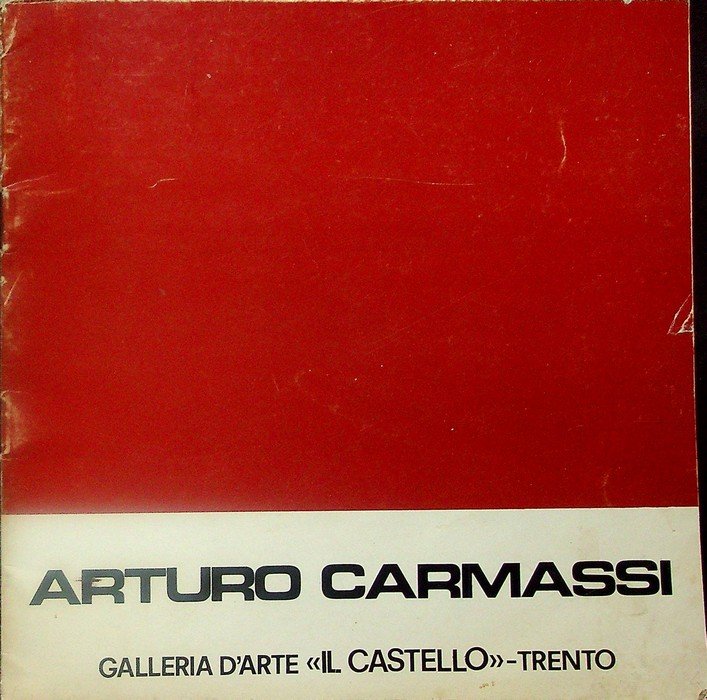 ARTURO CARMASSI
GALLERIA D'ARTE «IL CASTELLO»-TRENTO